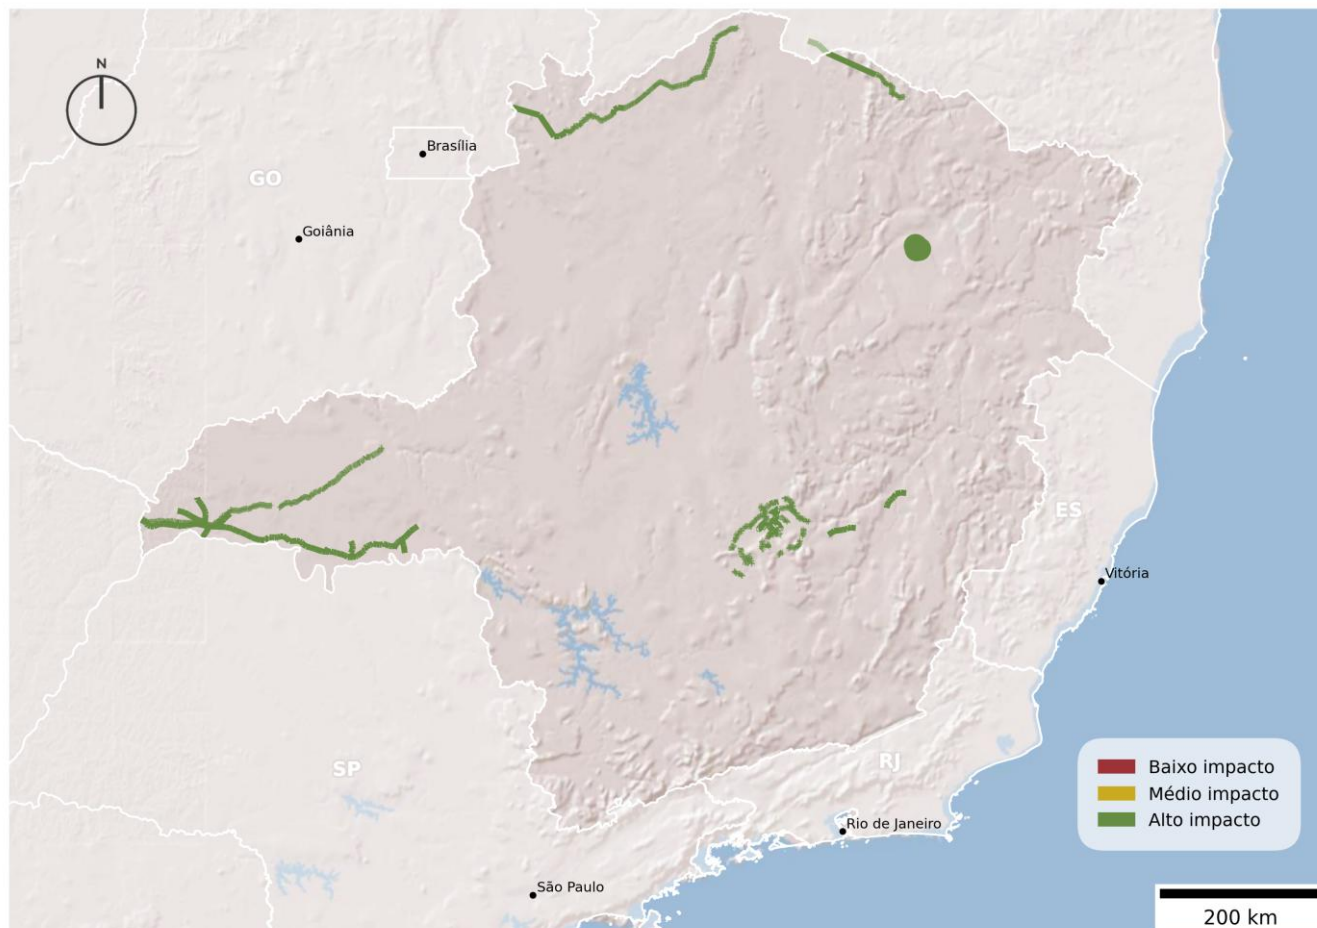 N
Brasília
GO
Goiânia
ES
Vitória
SP
RJ
Rio de Janeiro
São Paulo
Baixo impacto
Médio impacto
Alto impacto
200 km